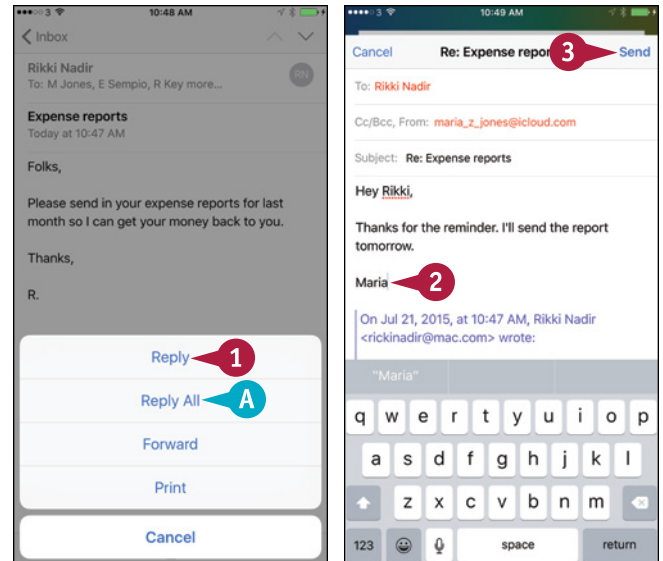 3 10:48 AM
Inbox
Rikki Nadir
RN
To: M Jones, E Sempio, R Key more...
Expense reports
Today at 10:47 AM
Folks,
Please send in your expense reports for last
month so I can get your money back to you.
Thanks,
R.
Reply 1
Reply All A
Forward
Print
Cancel
3 10:49 AM
Cancel Re: Expense repor 3 Send
To: Rikki Nadir
Cc/Bcc, From: maria_z_jones@icloud.com
Subject: Re: Expense reports
Hey Rikki,
Thanks for the reminder. I'll send the report
tomorrow.
Maria 2
On Jul 21, 2015, at 10:47 AM, Rikki Nadir
<rickinadir@mac.com> wrote:
"Maria"
q w e r t y u i o p
a s d f g h j k l
z x c v b n m
123 space return